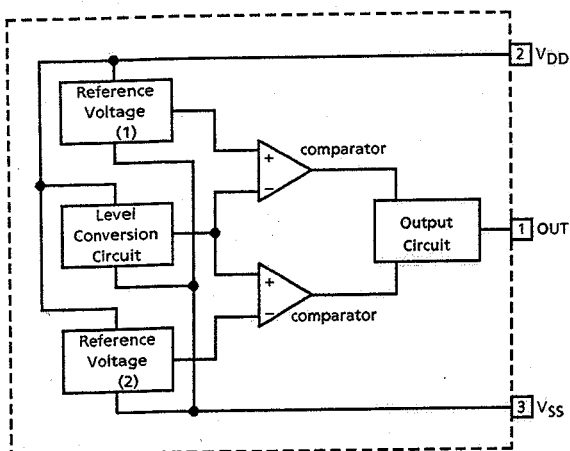 2 VDD
Reference
Voltage
(1)
comparator
+
−
comparator
Level
Conversion
Circuit
Output
Circuit
1 OUT
+
−
comparator
Reference
Voltage
(2)
3 VSS